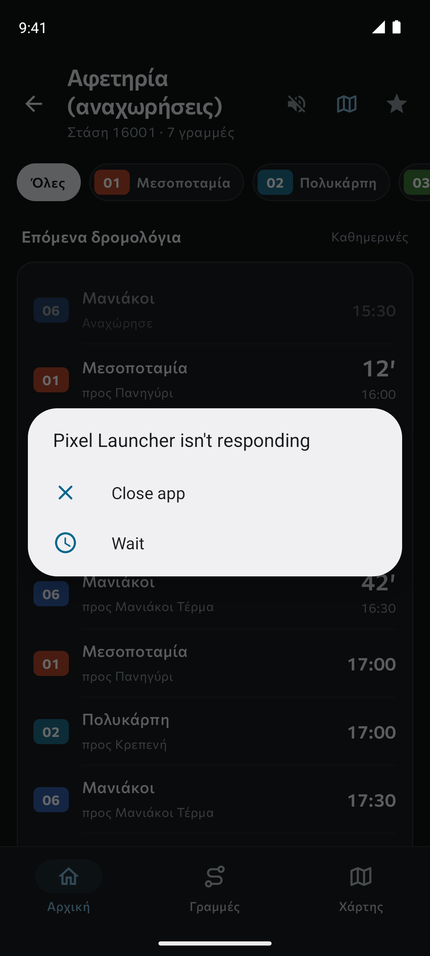 9:41
Αφετηρία
(αναχωρήσεις)
Στάση 16001 · 7 γραμμές
Όλες
01 Μεσοποταμία
02 Πολυκάρπη
03
Επόμενα δρομολόγια
Καθημερινές
06 Μανιάκοι 15:30
Αναχώρησε
01 Μεσοποταμία 12'
προς Πανηγύρι 16:00
Pixel Launcher isn't responding
Close app
Wait
06 Μανιάκοι 42'
προς Μανιάκοι Τέρμα 16:30
01 Μεσοποταμία 17:00
προς Πανηγύρι
02 Πολυκάρπη 17:00
προς Κρεπενή
06 Μανιάκοι 17:30
προς Μανιάκοι Τέρμα
Αρχική
Γραμμές
Χάρτης